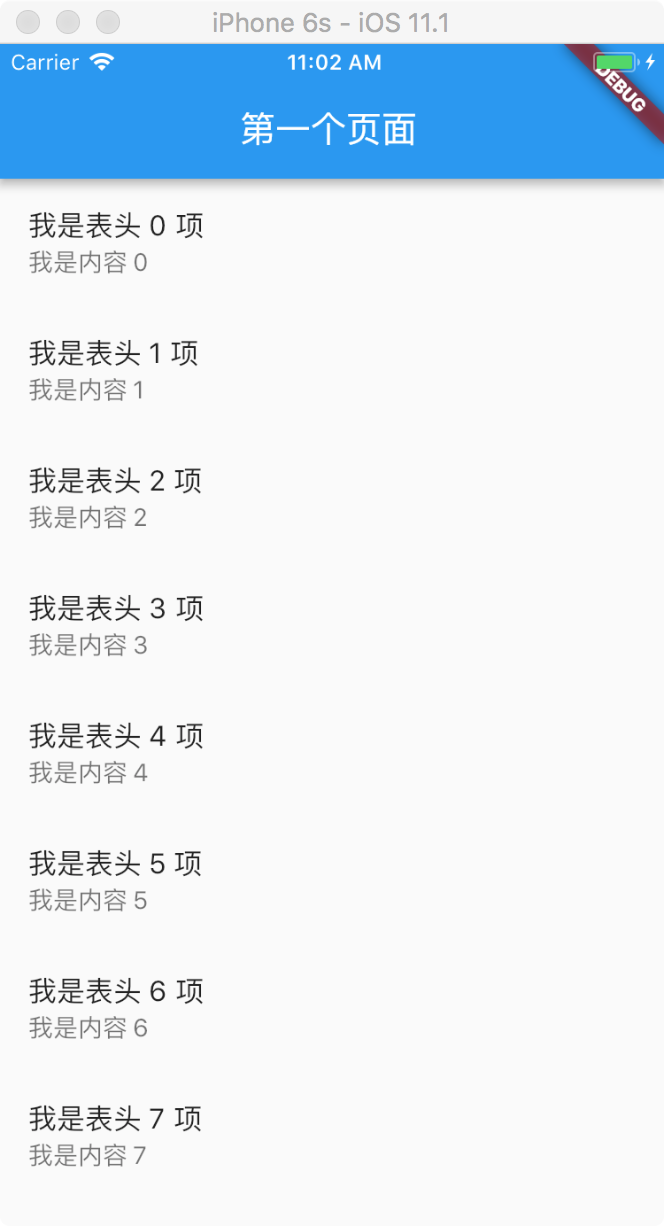 iPhone 6s - iOS 11.1
Carrier 11:02 AM
DEBUG
第一个页面
我是表头 0 项
我是内容 0
我是表头 1 项
我是内容 1
我是表头 2 项
我是内容 2
我是表头 3 项
我是内容 3
我是表头 4 项
我是内容 4
我是表头 5 项
我是内容 5
我是表头 6 项
我是内容 6
我是表头 7 项
我是内容 7